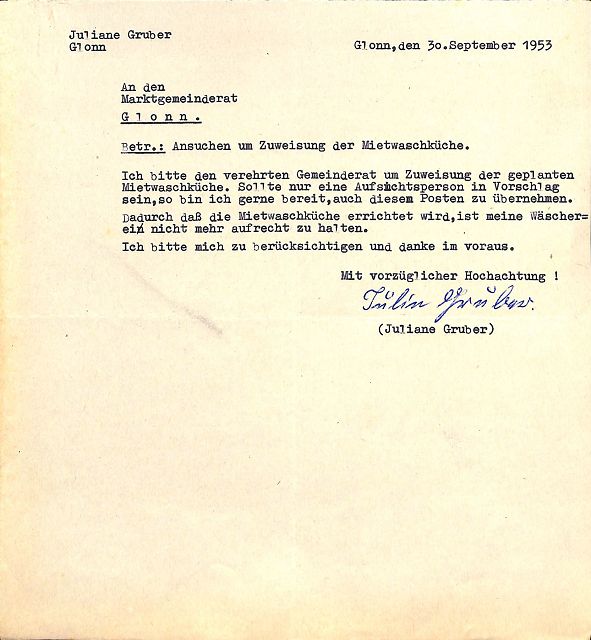 Juliane Gruber
Glonn
Glonn,den 30.September 1953
An den
Marktgemeinderat
G l o n n .
Betr.: Ansuchen um Zuweisung der Mietwaschküche.
Ich bitte den verehrten Gemeinderat um Zuweisung der geplanten
Mietwaschküche. Sollte nur eine Aufsichtsperson in Vorschlag
sein,so bin ich gerne bereit,auch diesem Posten zu übernehmen.
Dadurch daß die Mietwaschküche errichtet wird,ist meine Wäscher=
ei nicht mehr aufrecht zu halten.
Ich bitte mich zu berücksichtigen und danke im voraus.
Mit vorzüglicher Hochachtung !
Julin Gruber.
(Juliane Gruber)